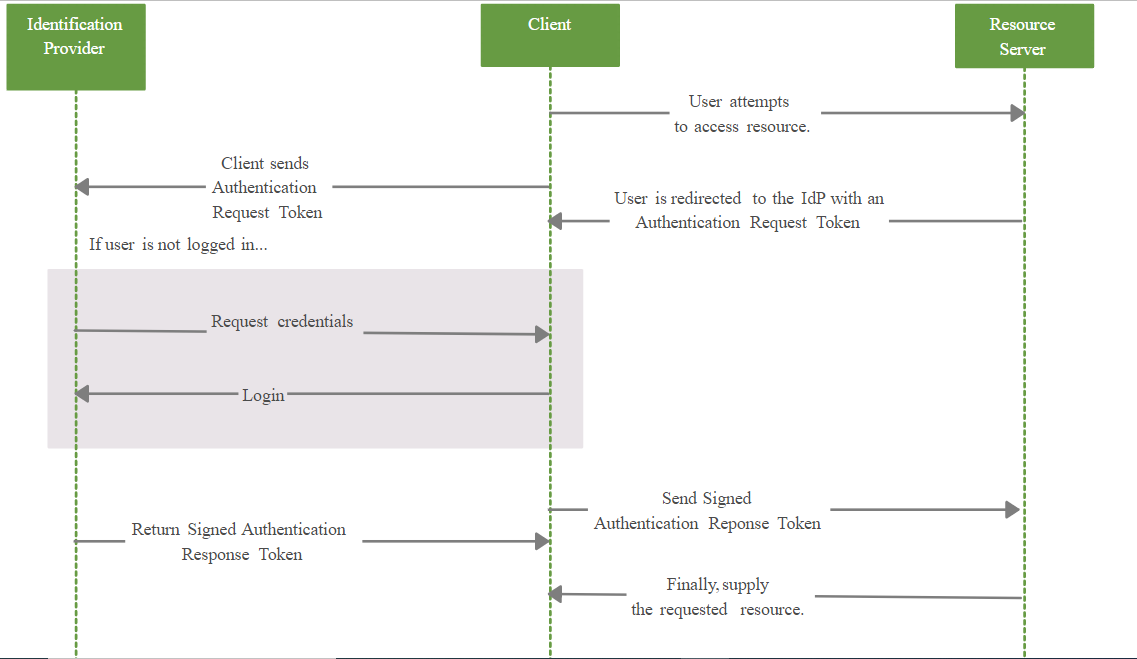 Identification
Provider
Client
Resource
Server
User attempts
to access resource.
Client sends
Authentication
Request Token
User is redirected to the IdP with an
Authentication Request Token
If user is not logged in...
Request credentials
Login
Send Signed
Authentication Reponse Token
Return Signed Authentication
Response Token
Finally, supply
the requested resource.